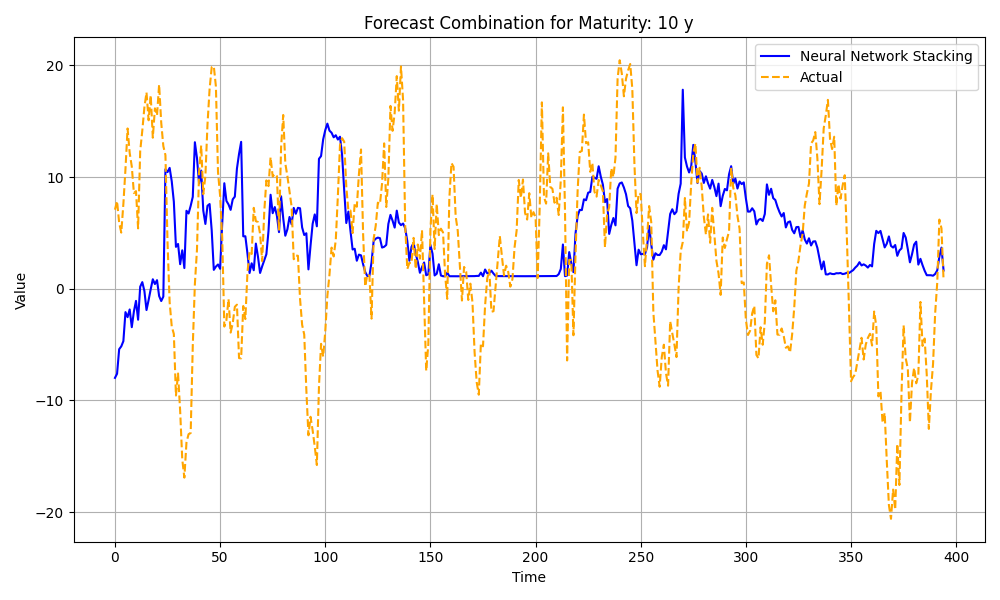 Forecast Combination for Maturity: 10 y
Neural Network Stacking
Actual
Value
20
10
0
−10
−20
0 50 100 150 200 250 300 350 400
Time